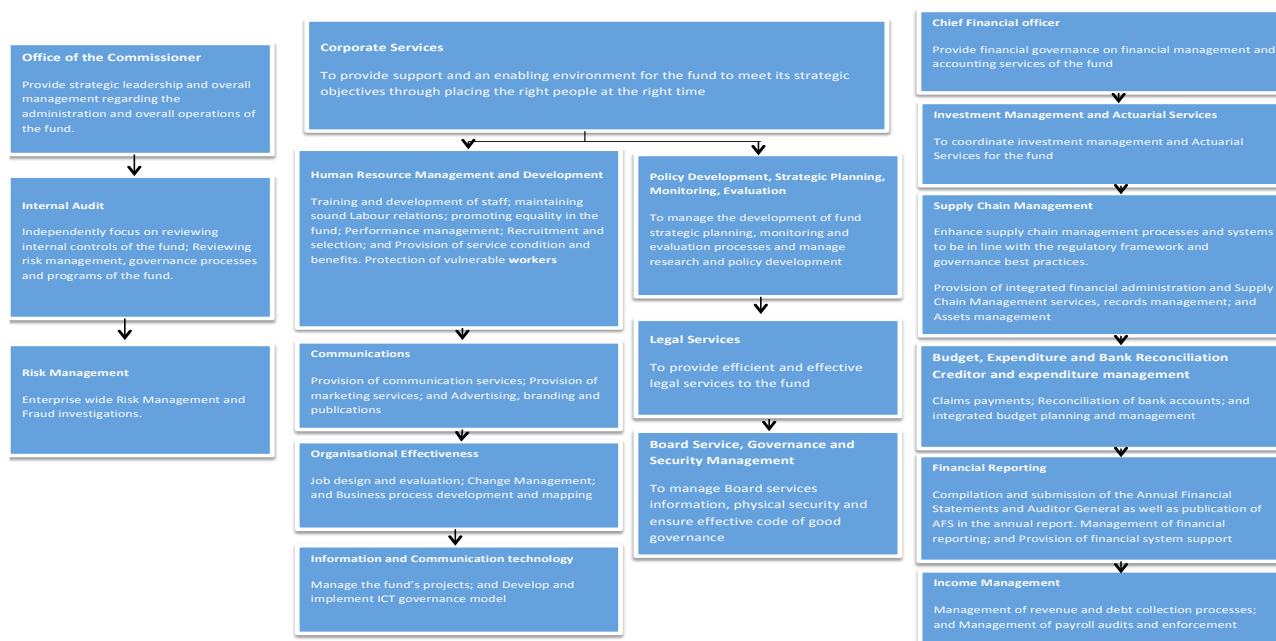 Office of the Commissioner
Provide strategic leadership and overall
management regarding the
administration and overall operations of
the fund.
Internal Audit
Independently focus on reviewing
internal controls of the fund; Reviewing
risk management, governance processes
and programs of the fund.
Risk Management
Enterprise wide Risk Management and
Fraud investigations.
Corporate Services
To provide support and an enabling environment for the fund to meet its strategic
objectives through placing the right people at the right time
Human Resource Management and Development
Training and development of staff; maintaining
sound Labour relations; promoting equality in the
fund; Performance management; Recruitment and
selection; and Provision of service condition and
benefits. Protection of vulnerable workers
Communications
Provision of communication services; Provision of
marketing services; and Advertising, branding and
publications
Organisational Effectiveness
Job design and evaluation; Change Management;
and Business process development and mapping
Information and Communication technology
Manage the fund's projects; and Develop and
implement ICT governance model
Policy Development, Strategic Planning,
Monitoring, Evaluation
To manage the development of fund
strategic planning, monitoring and
evaluation processes and manage
research and policy development
Legal Services
To provide efficient and effective
legal services to the fund
Board Service, Governance and
Security Management
To manage Board services
information, physical security and
ensure effective code of good
governance
Chief Financial officer
Provide financial governance on financial management and
accounting services of the fund
Investment Management and Actuarial Services
To coordinate investment management and Actuarial
Services for the fund
Supply Chain Management
Enhance supply chain management processes and systems
to be in line with the regulatory framework and
governance best practices.
Provision of integrated financial administration and Supply
Chain Management services, records management; and
Assets management
Budget, Expenditure and Bank Reconciliation
Creditor and expenditure management
Claims payments; Reconciliation of bank accounts; and
integrated budget planning and management
Financial Reporting
Compilation and submission of the Annual Financial
Statements and Auditor General as well as publication of
AFS in the annual report. Management of financial
reporting; and Provision of financial system support
Income Management
Management of revenue and debt collection processes;
and Management of payroll audits and enforcement